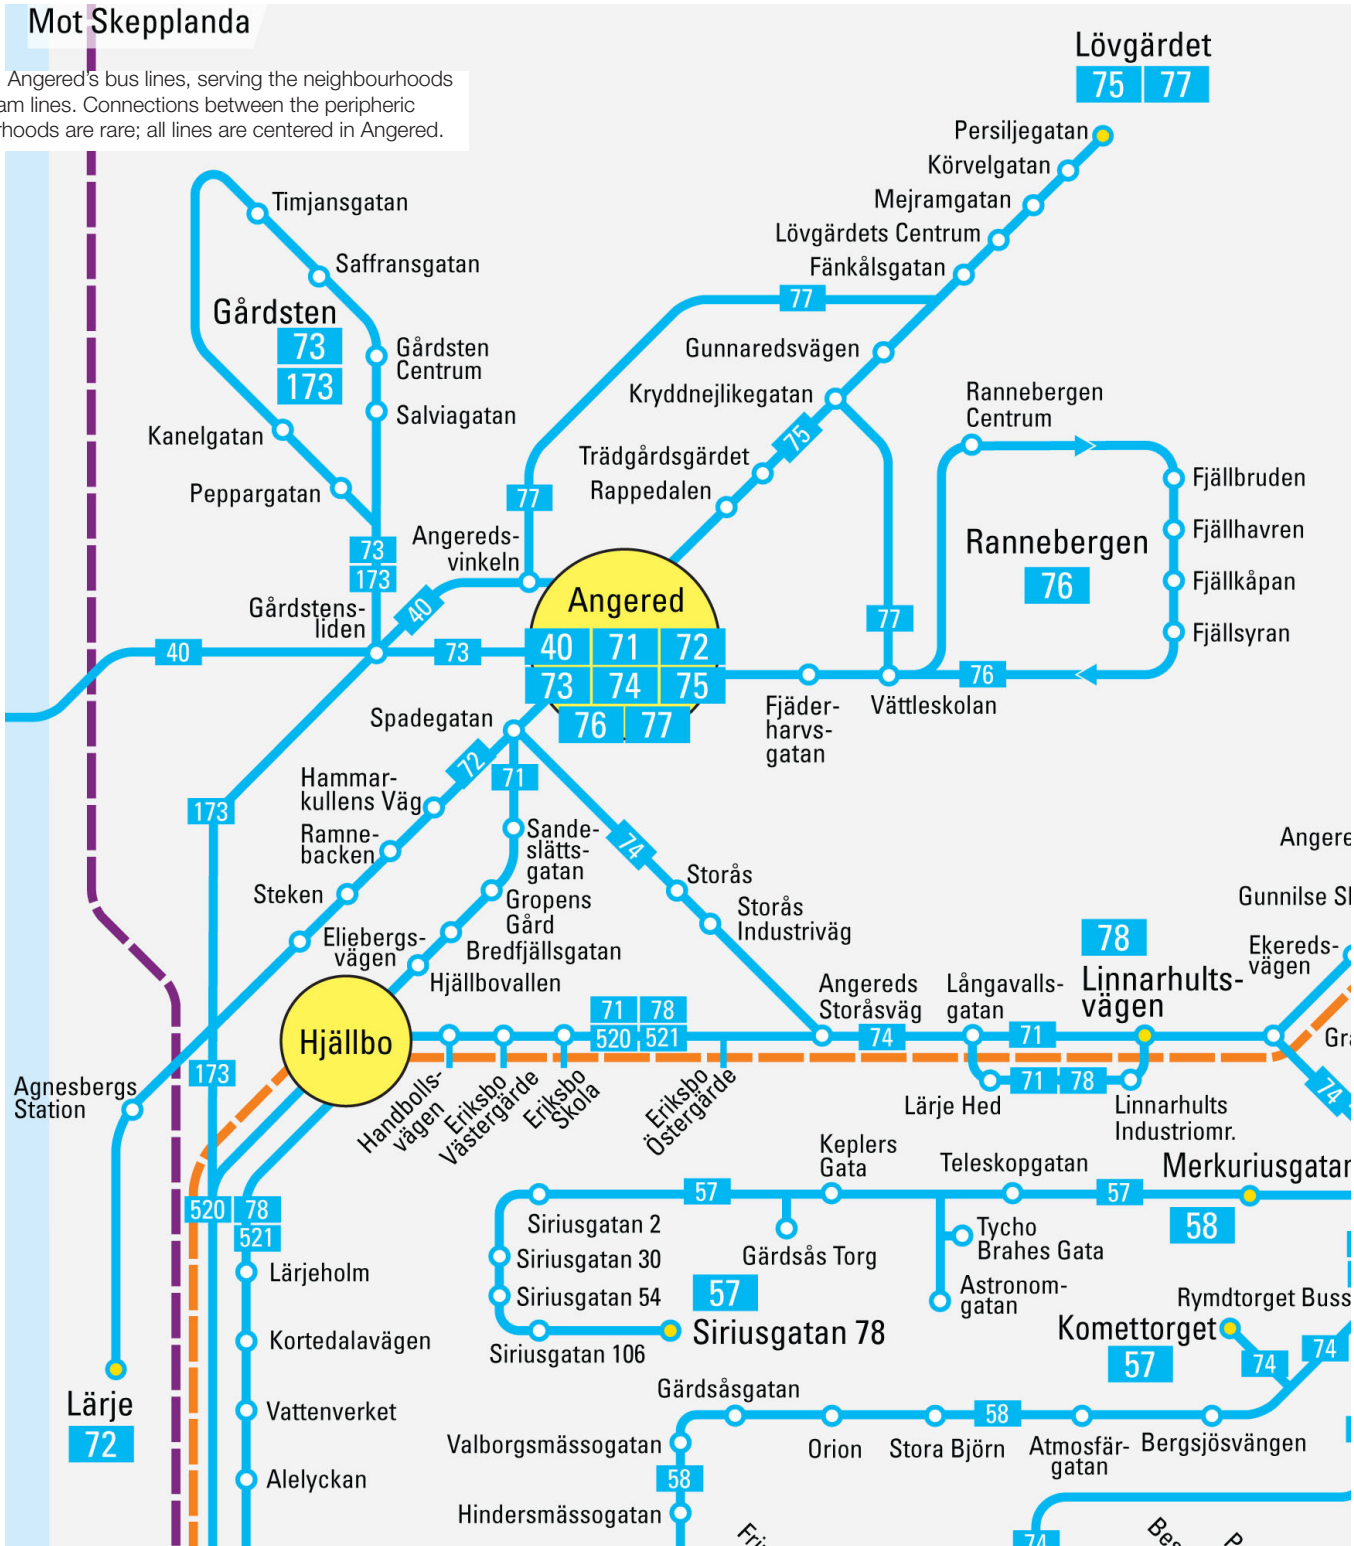 Mot Skepplanda
Angered's bus lines, serving the neighbourhoods
am lines. Connections between the peripheric
rhoods are rare; all lines are centered in Angered.
Lövgärdet
75 77
Persiljegatan
Körvelgatan
Mejramgatan
Lövgärdets Centrum
Fänkålsgatan
77
Gunnaredsvägen
Kryddnejlikegatan
75
Trädgårdsgärdet
Rappedalen
77
Angereds-
vinkeln
Timjansgatan
Saffransgatan
Gårdsten
73
173
Gårdsten
Centrum
Salviagatan
Kanelgatan
Peppargatan
73
173
Gårdstens-
liden
40
40
73
Angered
40 71 72
73 74 75
76 77
Rannebergen
Centrum
Fjällbruden
Fjällhavren
Fjällkåpan
Fjällsyran
Rannebergen
76
77
76
Fjäder-
harvs-
gatan
Vättleskolan
Spadegatan
72
71
74
173
Hammar-
kullens Väg
Ramne-
backen
Steken
Sande-
slätts-
gatan
Gropens
Gård
Bredfjällsgatan
Eliebergs-
vägen
Hjällbovallen
Storås
Storås
Industriväg
Angereds
Storåsväg
Långavalls-
gatan
78
Linnarhults-
vägen
Angere
Gunnilse S
Ekereds-
vägen
Gr
Hjällbo
71 78
520 521
74
71
71 78
74
Handbolls-
vägen
Eriksbo
Västergärde
Eriksbo
Skola
Eriksbo
Östergärde
Lärje Hed
Linnarhults
Industriomr.
173
Agnesbergs
Station
520 78
521
Lärjeholm
Kortedalavägen
Vattenverket
Alelyckan
Lärje
72
Keplers
Gata
Teleskopgatan
Merkuriusgatan
58
57
57
Siriusgatan 2
Siriusgatan 30
Siriusgatan 54
Siriusgatan 106
57
Siriusgatan 78
Gärdsås Torg
Tycho
Brahes Gata
Astronom-
gatan
Rymdtorget Buss
Komettorget
57
74
74
Gärdsåsgatan
Valborgsmässogatan
58
Hindersmässogatan
Orion
Stora Björn
58
Atmosfär-
gatan
Bergsjösvängen
74